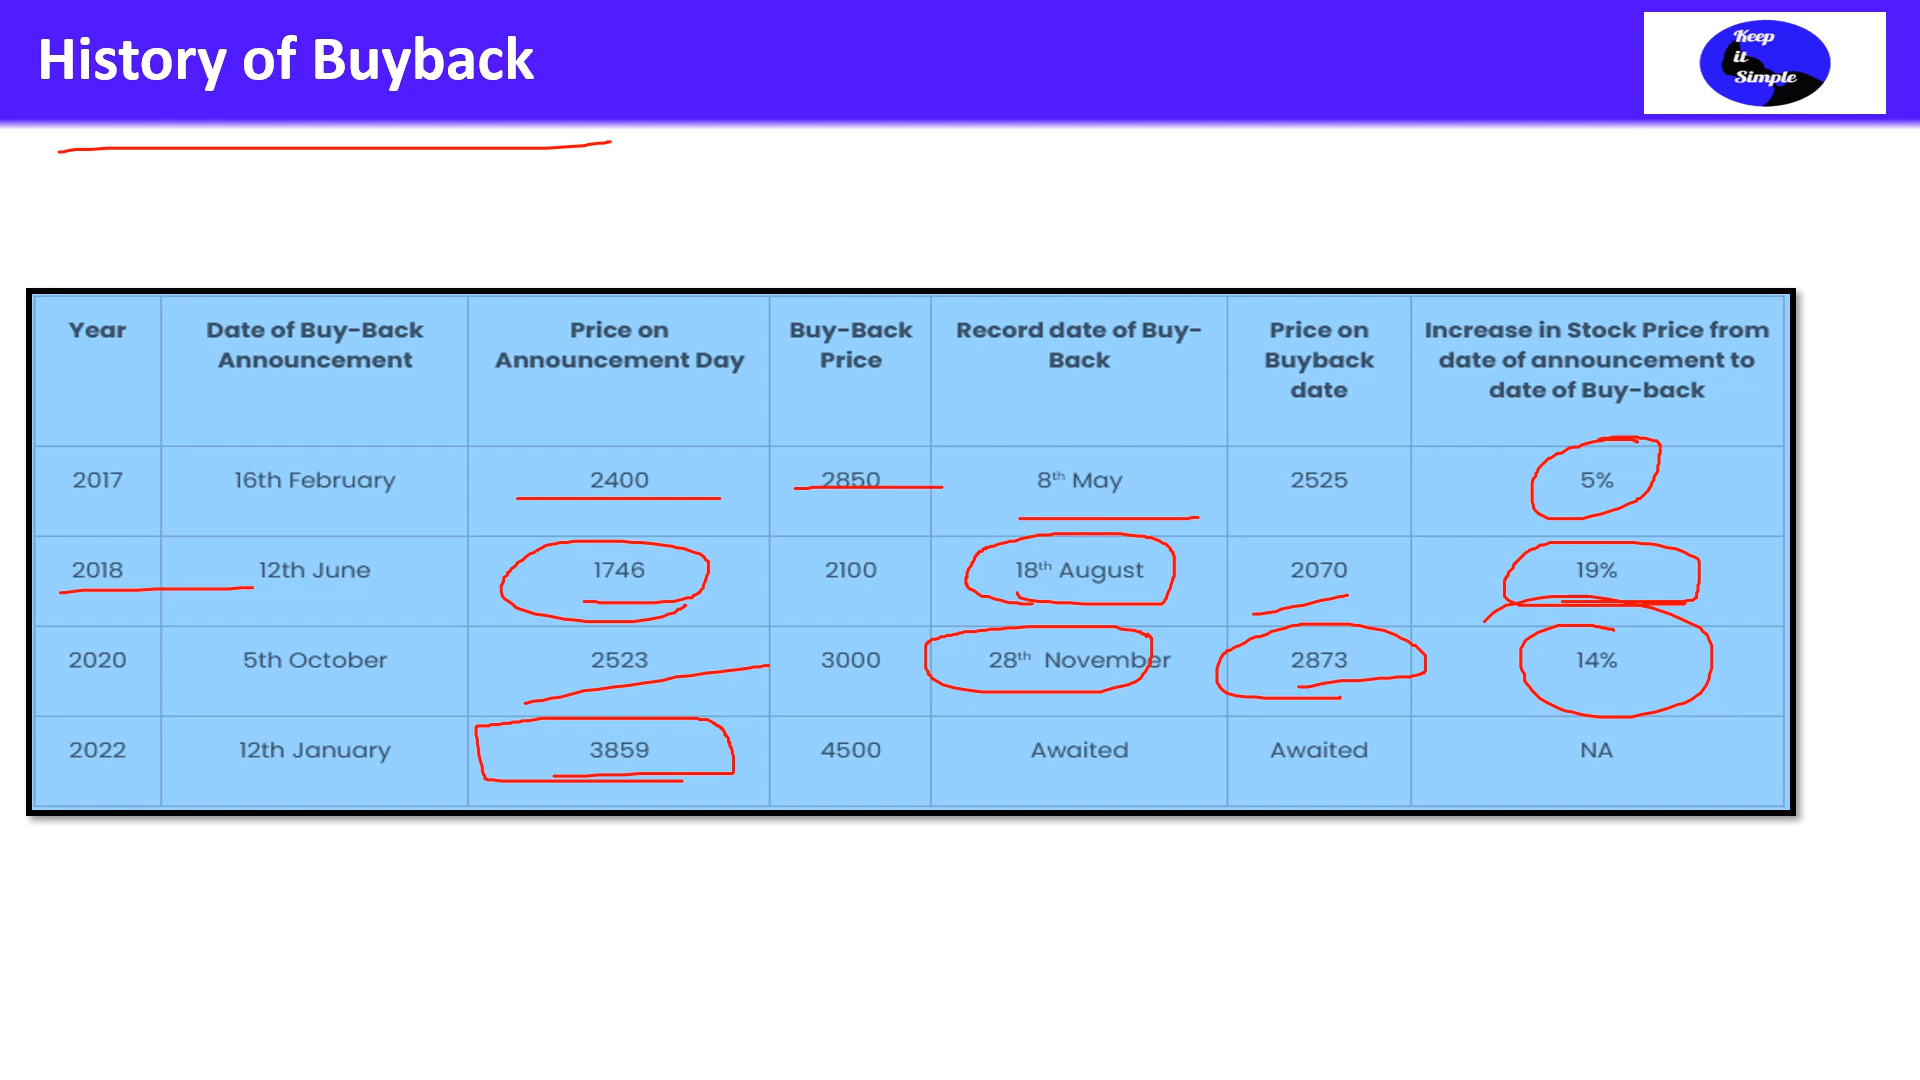 History of Buyback
Keep
it
Simple
Year Date of Buy-Back Announcement Price on Announcement Day Buy-Back Price Record date of Buy-Back Price on Buyback date Increase in Stock Price from date of announcement to date of Buy-back
2017 16th February 2400 2850 8th May 2525 5%
2018 12th June 1746 2100 18th August 2070 19%
2020 5th October 2523 3000 28th November 2873 14%
2022 12th January 3859 4500 Awaited Awaited NA